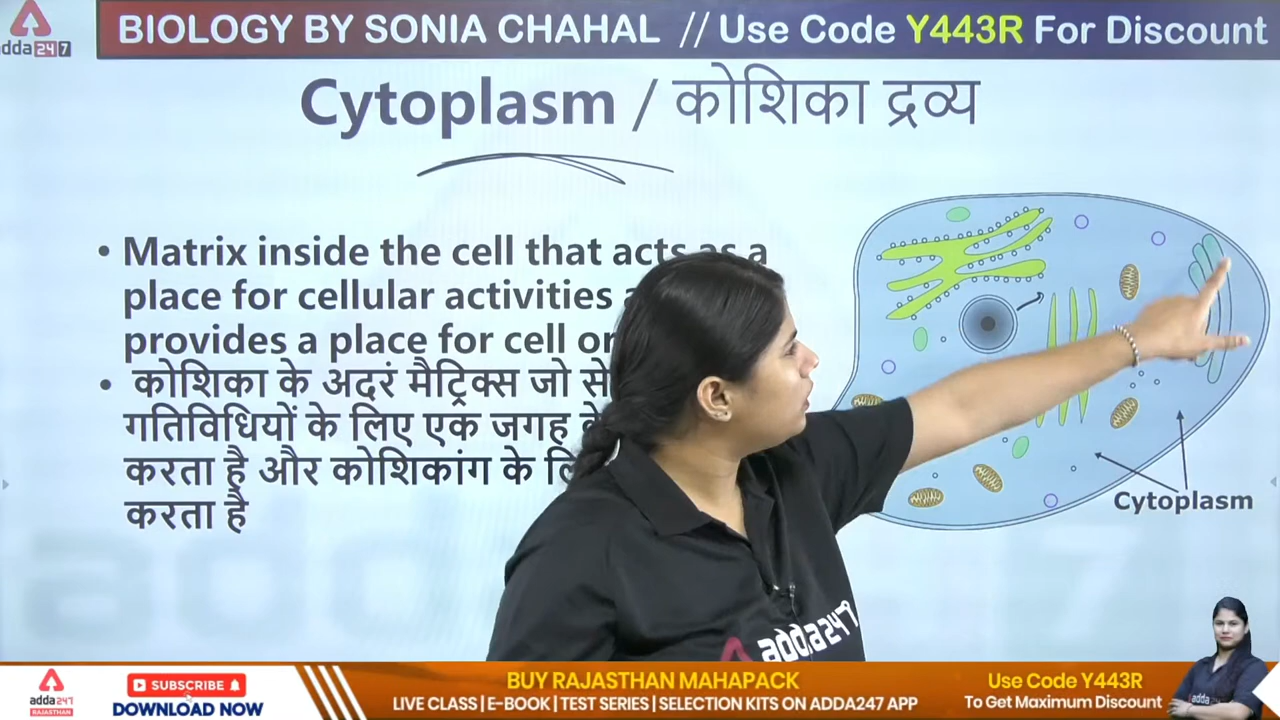 adda247
BIOLOGY BY SONIA CHAHAL // Use Code Y443R For Discount
Cytoplasm / कोशिका द्रव्य
• Matrix inside the cell that acts as a
place for cellular activities
provides a place for cell
• कोशिका के अदरं मैट्रिक्स जो
गतिविधियों के लिए एक जगह
करता है और कोशिकांग के
करता है
Cytoplasm
adda247
adda247
RAJASTHAN
SUBSCRIBE
DOWNLOAD NOW
BUY RAJASTHAN MAHAPACK
LIVE CLASS | E-BOOK | TEST SERIES | SELECTION KITS ON ADDA247 APP
Use Code Y443R
To Get Maximum Discount
adda